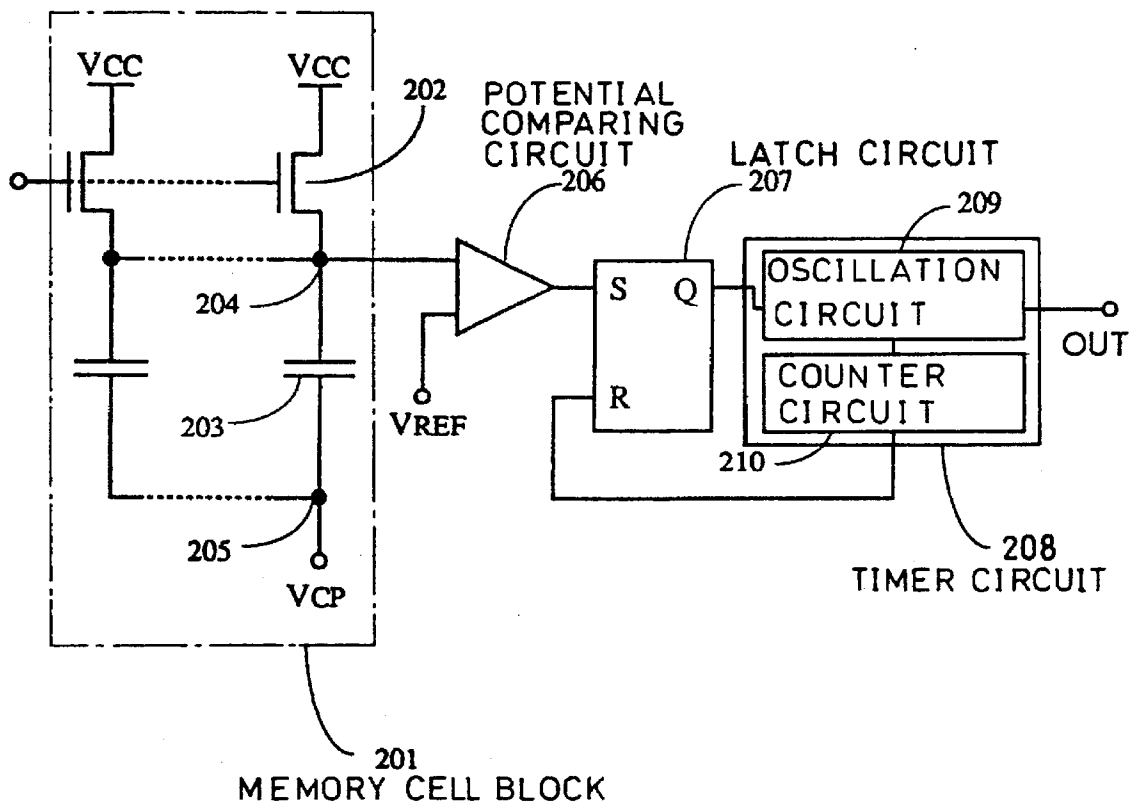 VCC
VCC
202
POTENTIAL
COMPARING
CIRCUIT
206
LATCH CIRCUIT
207
209
OSCILLATION
CIRCUIT
S
Q
R
204
OUT
COUNTER
CIRCUIT
203
VREF
210
205
VCP
208
TIMER CIRCUIT
201
MEMORY CELL BLOCK